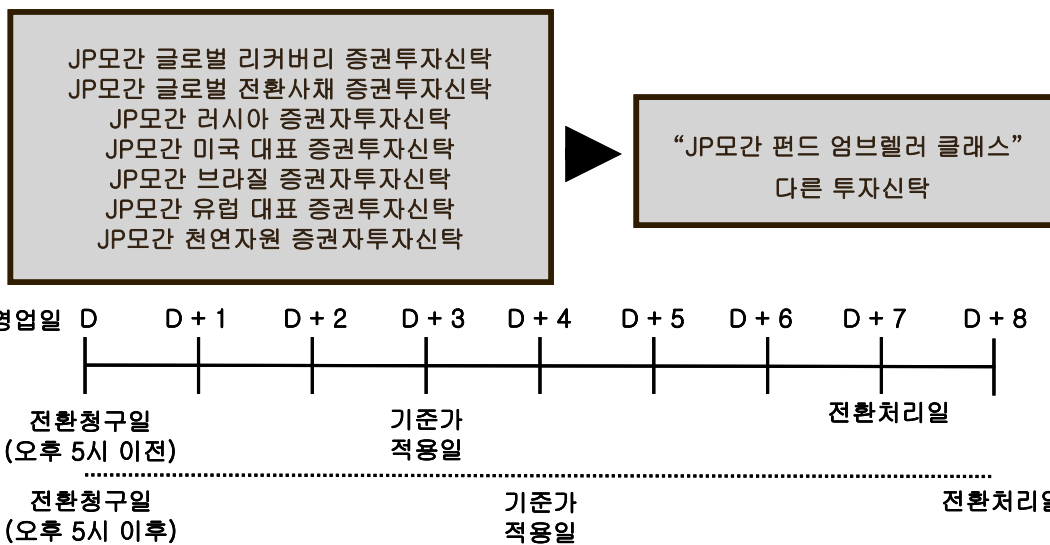 JP모간 글로벌 리커버리 증권투자신탁
JP모간 글로벌 전환사채 증권투자신탁
JP모간 러시아 증권자투자신탁
JP모간 미국 대표 증권투자신탁
JP모간 브라질 증권자투자신탁
JP모간 유럽 대표 증권투자신탁
JP모간 천연자원 증권자투자신탁
“JP모간 펀드 엄브렐러 클래스”
다른 투자신탁
영업일 D D + 1 D + 2 D + 3 D + 4 D + 5 D + 6 D + 7 D + 8
전환청구일 기준가 전환처리일
(오후 5시 이전) 적용일
전환청구일 기준가 전환처리일
(오후 5시 이후) 적용일